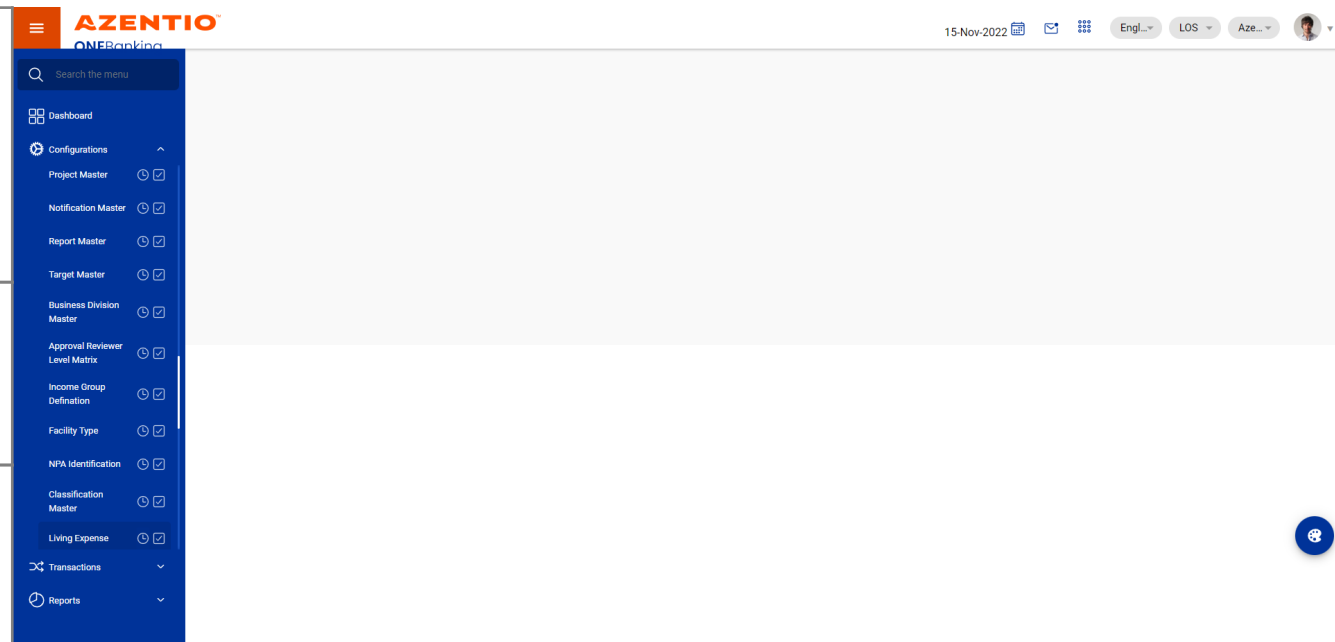 AZENTIO™
ONEBanking
15-Nov-2022
Engl...
LOS
Aze...
Search the menu
Dashboard
Configurations
Project Master
Notification Master
Report Master
Target Master
Business Division
Master
Approval Reviewer
Level Matrix
Income Group
Defination
Facility Type
NPA Identification
Classification
Master
Living Expense
Transactions
Reports